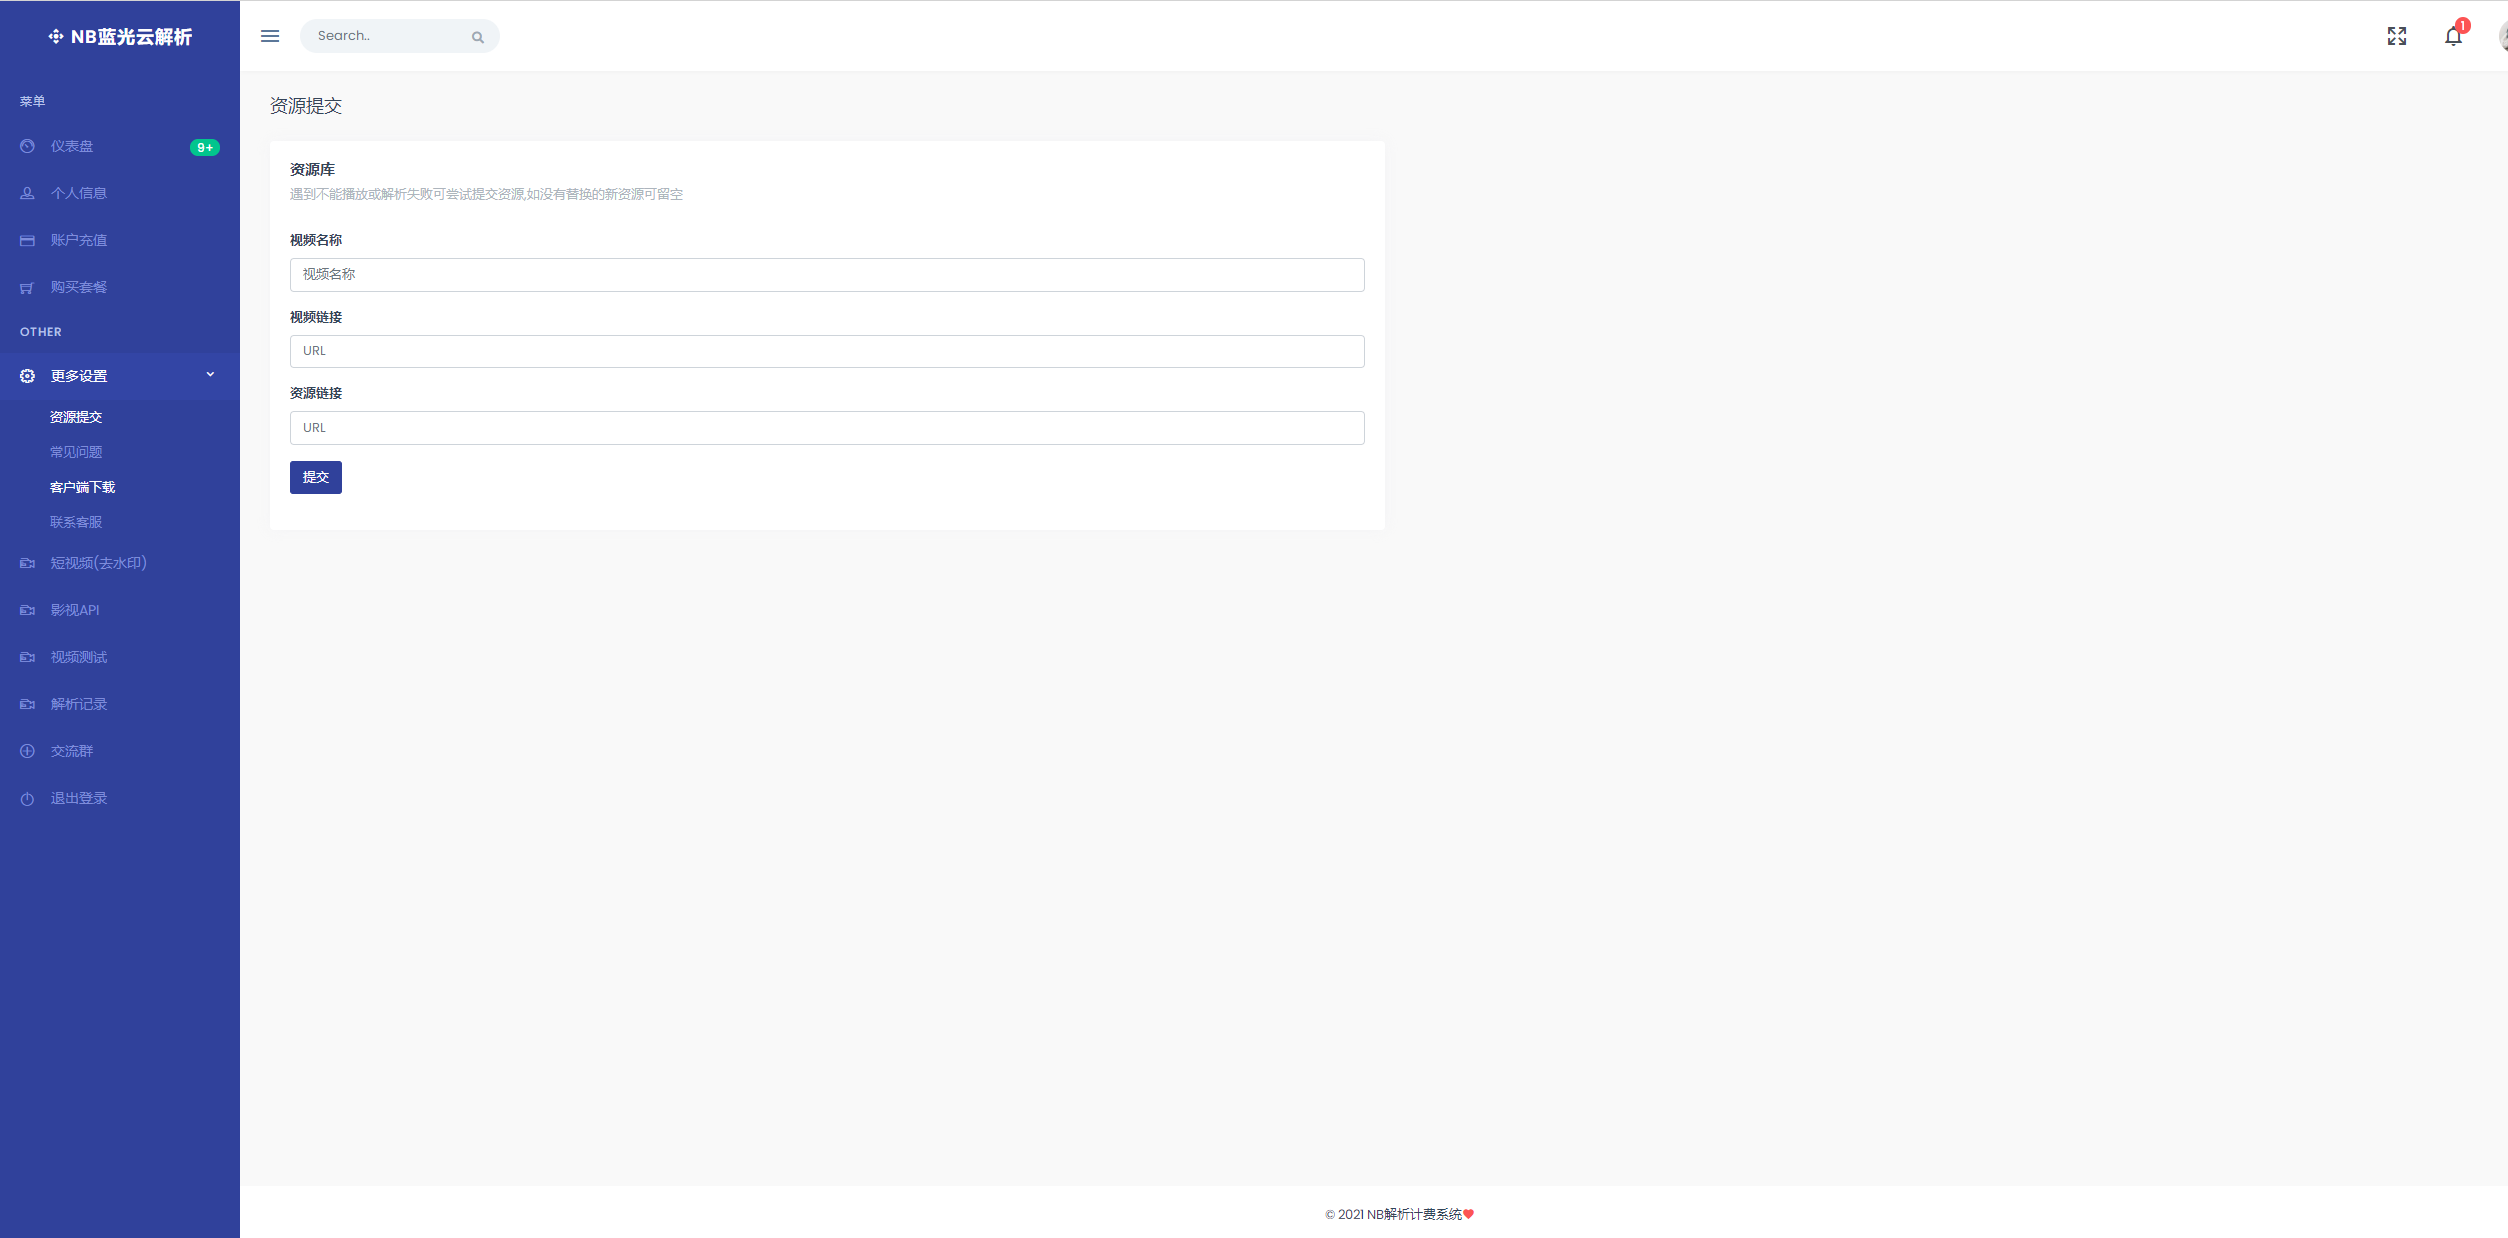 NB蓝光云解析
Search..
1
菜单
仪表盘
9+
个人信息
账户充值
购买套餐
OTHER
更多设置
资源提交
常见问题
客户端下载
联系客服
短视频(去水印)
影视API
视频测试
解析记录
交流群
退出登录
资源提交
资源库
遇到不能播放或解析失败可尝试提交资源,如没有替换的新资源可留空
视频名称
视频名称
视频链接
URL
资源链接
URL
提交
© 2021 NB解析计费系统